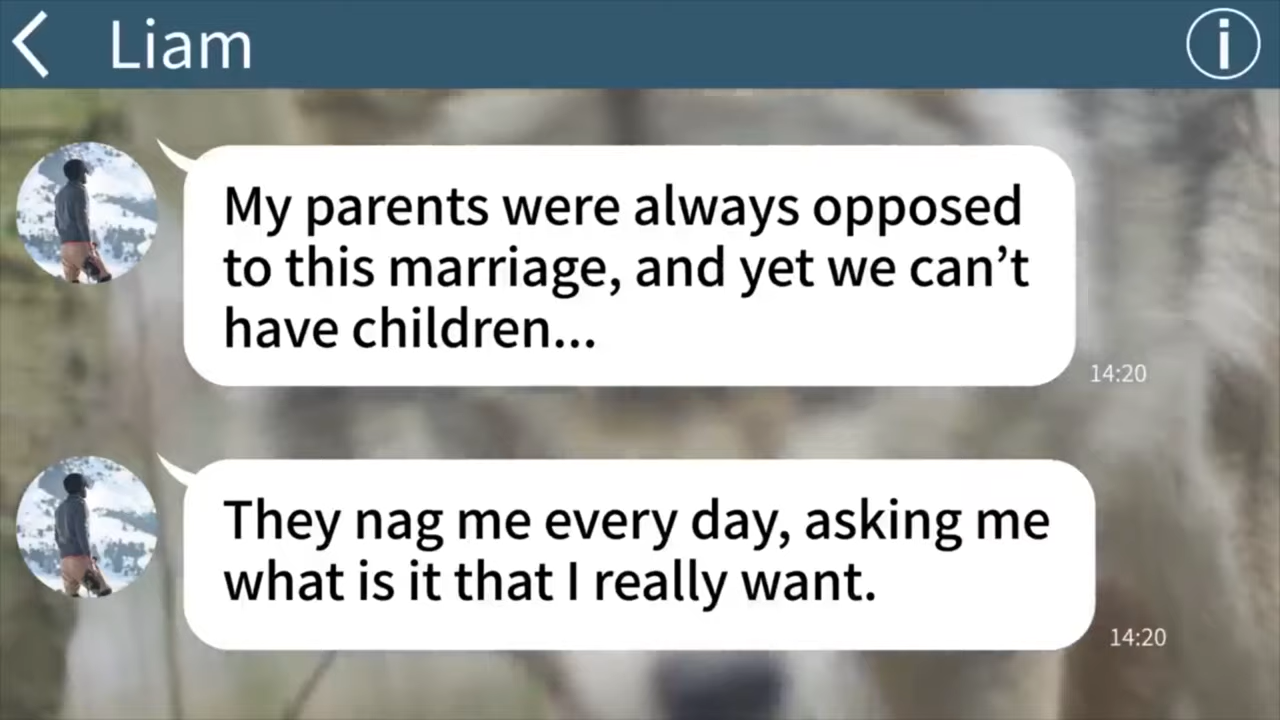 Liam
My parents were always opposed
to this marriage, and yet we can’t
have children...
14:20
They nag me every day, asking me
what is it that I really want.
14:20